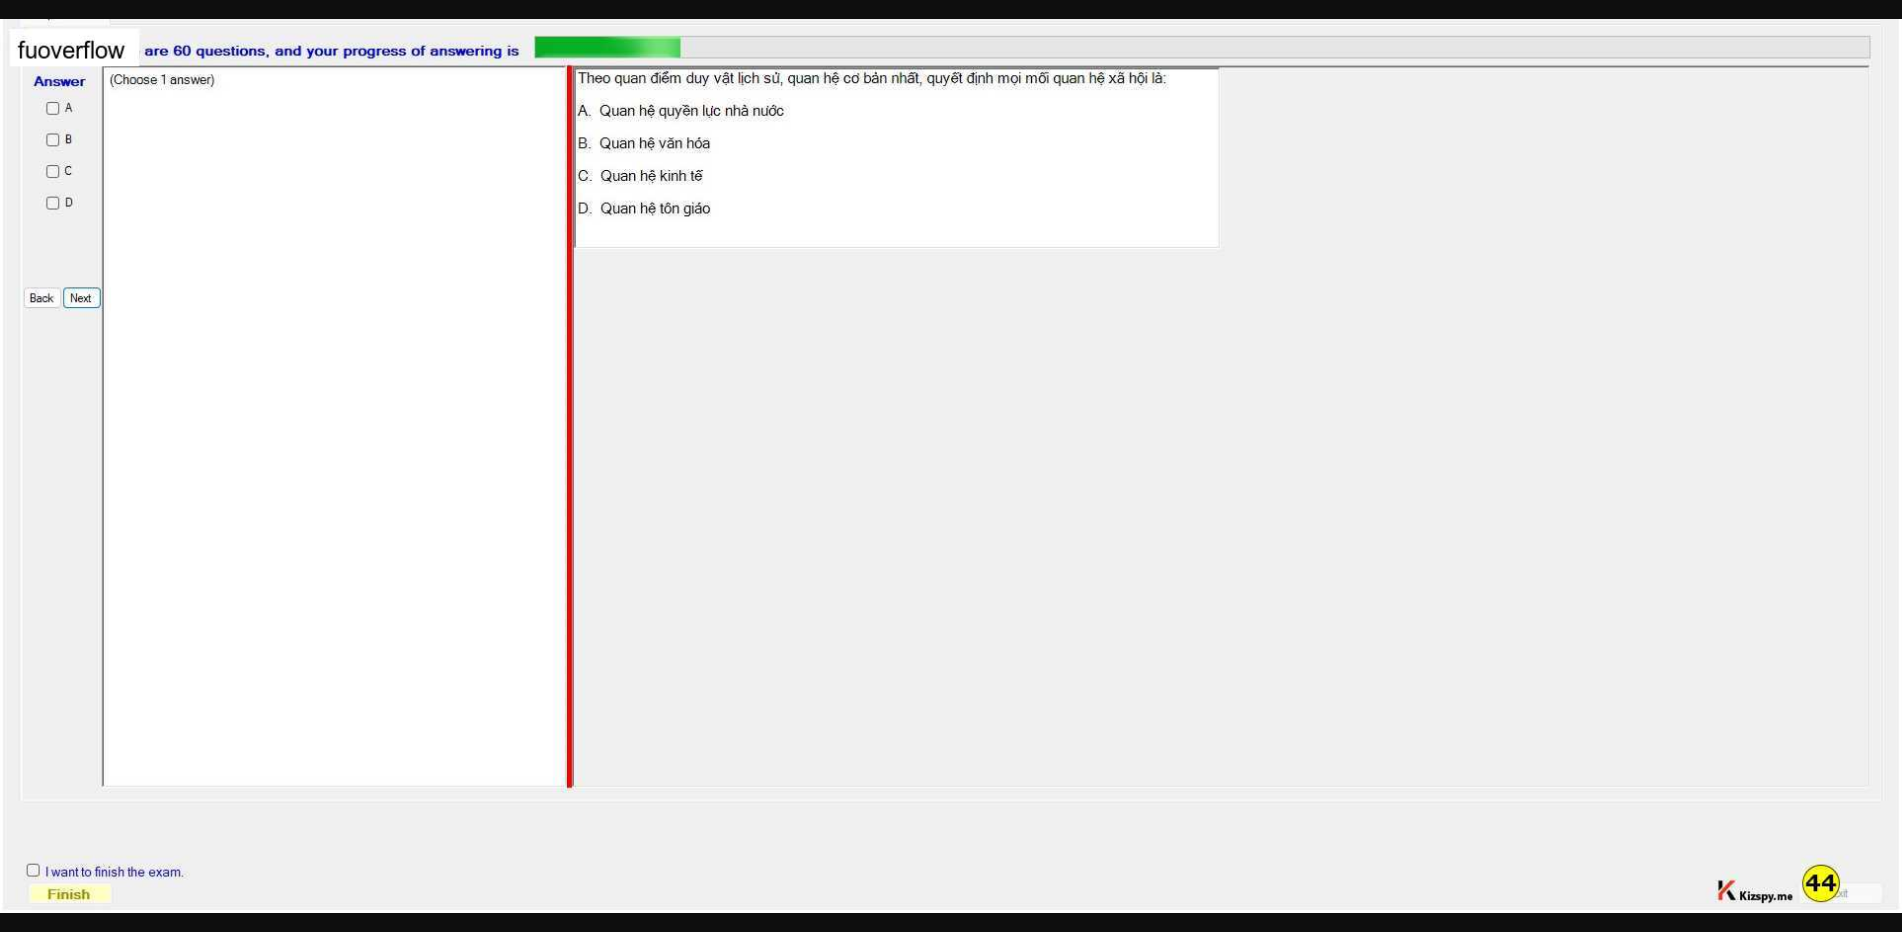 fuoverflow are 60 questions, and your progress of answering is
Answer
(Choose 1 answer)
A
B
C
D
Back Next
Theo quan điểm duy vật lịch sử, quan hệ cơ bản nhất, quyết định mọi mối quan hệ xã hội là:
A. Quan hệ quyền lực nhà nước
B. Quan hệ văn hóa
C. Quan hệ kinh tế
D. Quan hệ tôn giáo
I want to finish the exam.
Finish
Kizspy.me
44